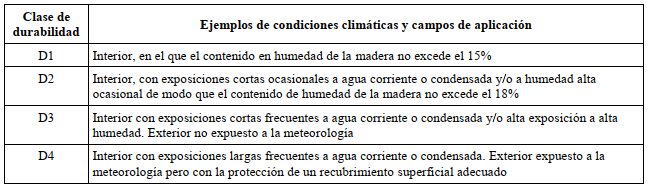 Clase de
durabilidad
Ejemplos de condiciones climáticas y campos de aplicación
D1
Interior, en el que el contenido en humedad de la madera no excede el 15%
D2
Interior, con exposiciones cortas ocasionales a agua corriente o condensada y/o a humedad alta
ocasional de modo que el contenido de humedad de la madera no excede el 18%
D3
Interior con exposiciones cortas frecuentes a agua corriente o condensada y/o alta exposición a alta
humedad. Exterior no expuesto a la meteorología
D4
Interior con exposiciones largas frecuentes a agua corriente o condensada. Exterior expuesto a la
meteorología pero con la protección de un recubrimiento superficial adecuado